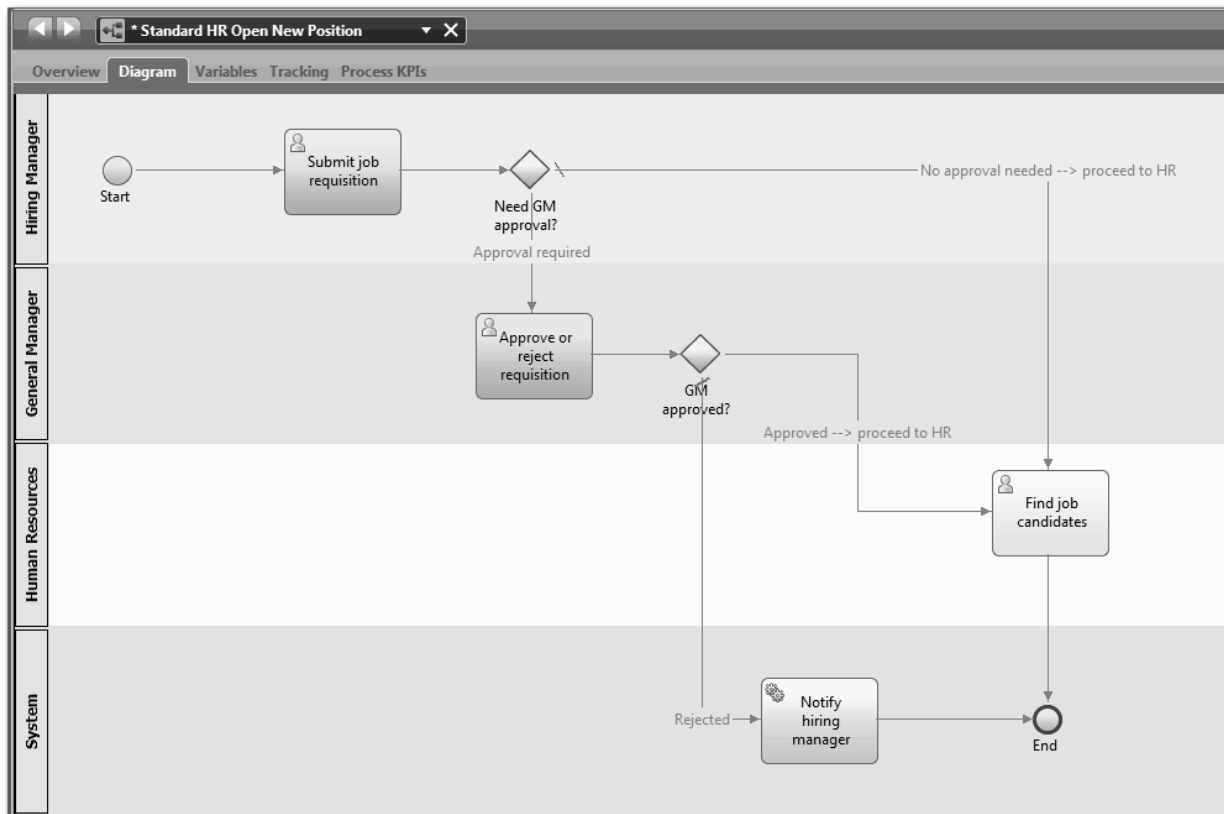 * Standard HR Open New Position
Overview Diagram Variables Tracking Process KPIs
Hiring Manager
Start
Submit job
requisition
Need GM
approval?
No approval needed --> proceed to HR
Approval required
General Manager
Approve or
reject
requisition
GM
approved?
Approved --> proceed to HR
Human Resources
Find job
candidates
System
Rejected
Notify
hiring
manager
End